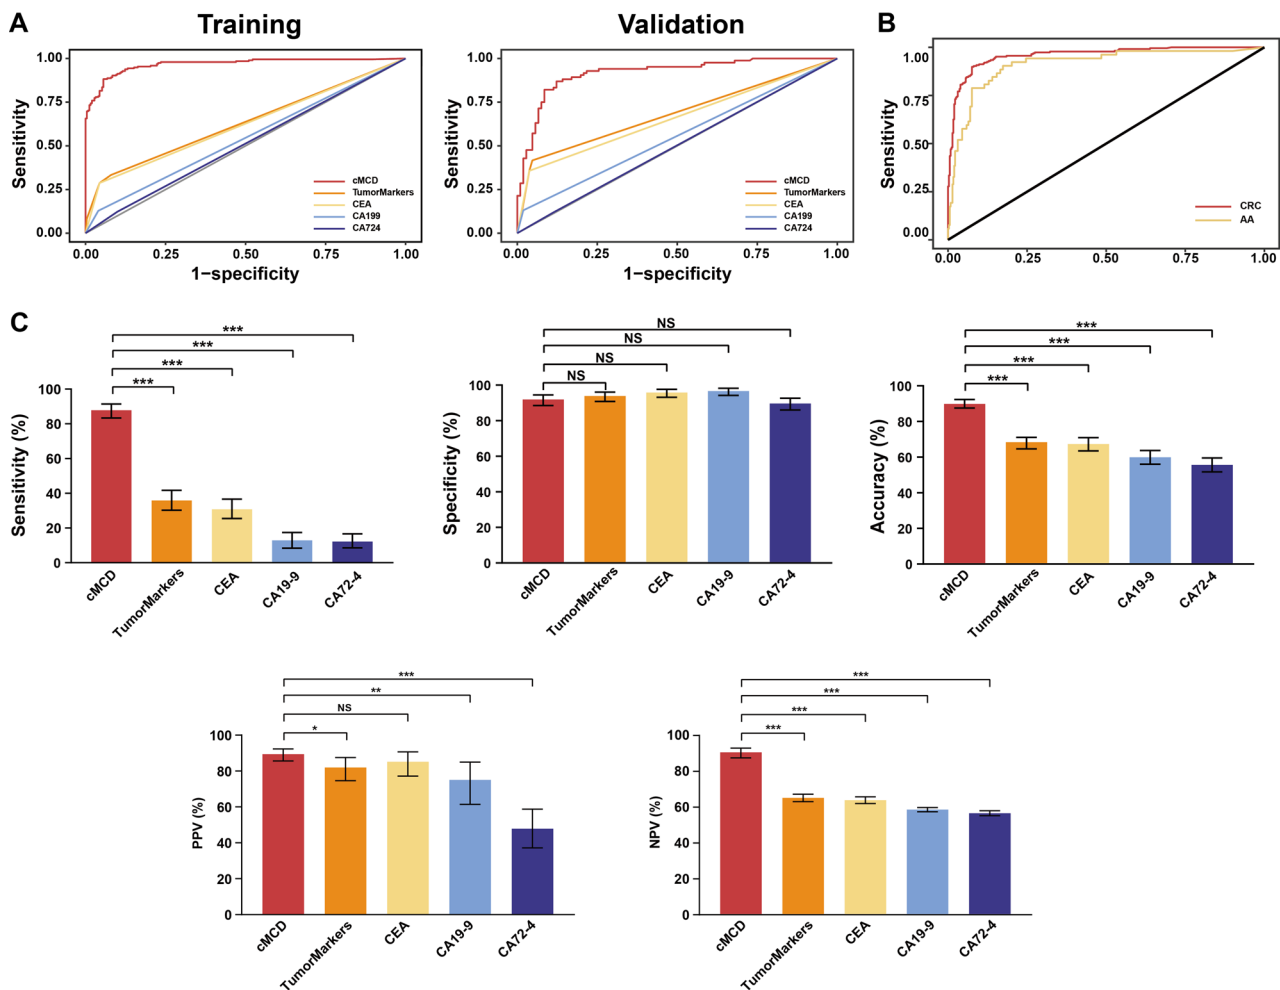 A
Training
Validation
B
Sensitivity
1.00
0.75
0.50
0.25
0.00
cMCD
TumorMarkers
CEA
CA199
CA724
0.00
0.25
0.50
0.75
1.00
1−specificity
Sensitivity
1.00
0.75
0.50
0.25
0.00
cMCD
TumorMarkers
CEA
CA199
CA724
0.00
0.25
0.50
0.75
1.00
1−specificity
Sensitivity
1.00
0.75
0.50
0.25
0.00
CRC
AA
0.00
0.25
0.50
0.75
1.00
C
Sensitivity (%)
100
80
60
40
20
0
***
***
***
***
cMCD
TumorMarkers
CEA
CA19-9
CA72-4
Specificity (%)
100
80
60
40
20
0
NS
NS
NS
NS
cMCD
TumorMarkers
CEA
CA19-9
CA72-4
Accuracy (%)
100
80
60
40
20
0
***
***
***
***
cMCD
TumorMarkers
CEA
CA19-9
CA72-4
PPV (%)
100
80
60
40
20
0
***
**
NS
*
cMCD
TumorMarkers
CEA
CA19-9
CA72-4
NPV (%)
100
80
60
40
20
0
***
***
***
***
cMCD
TumorMarkers
CEA
CA19-9
CA72-4